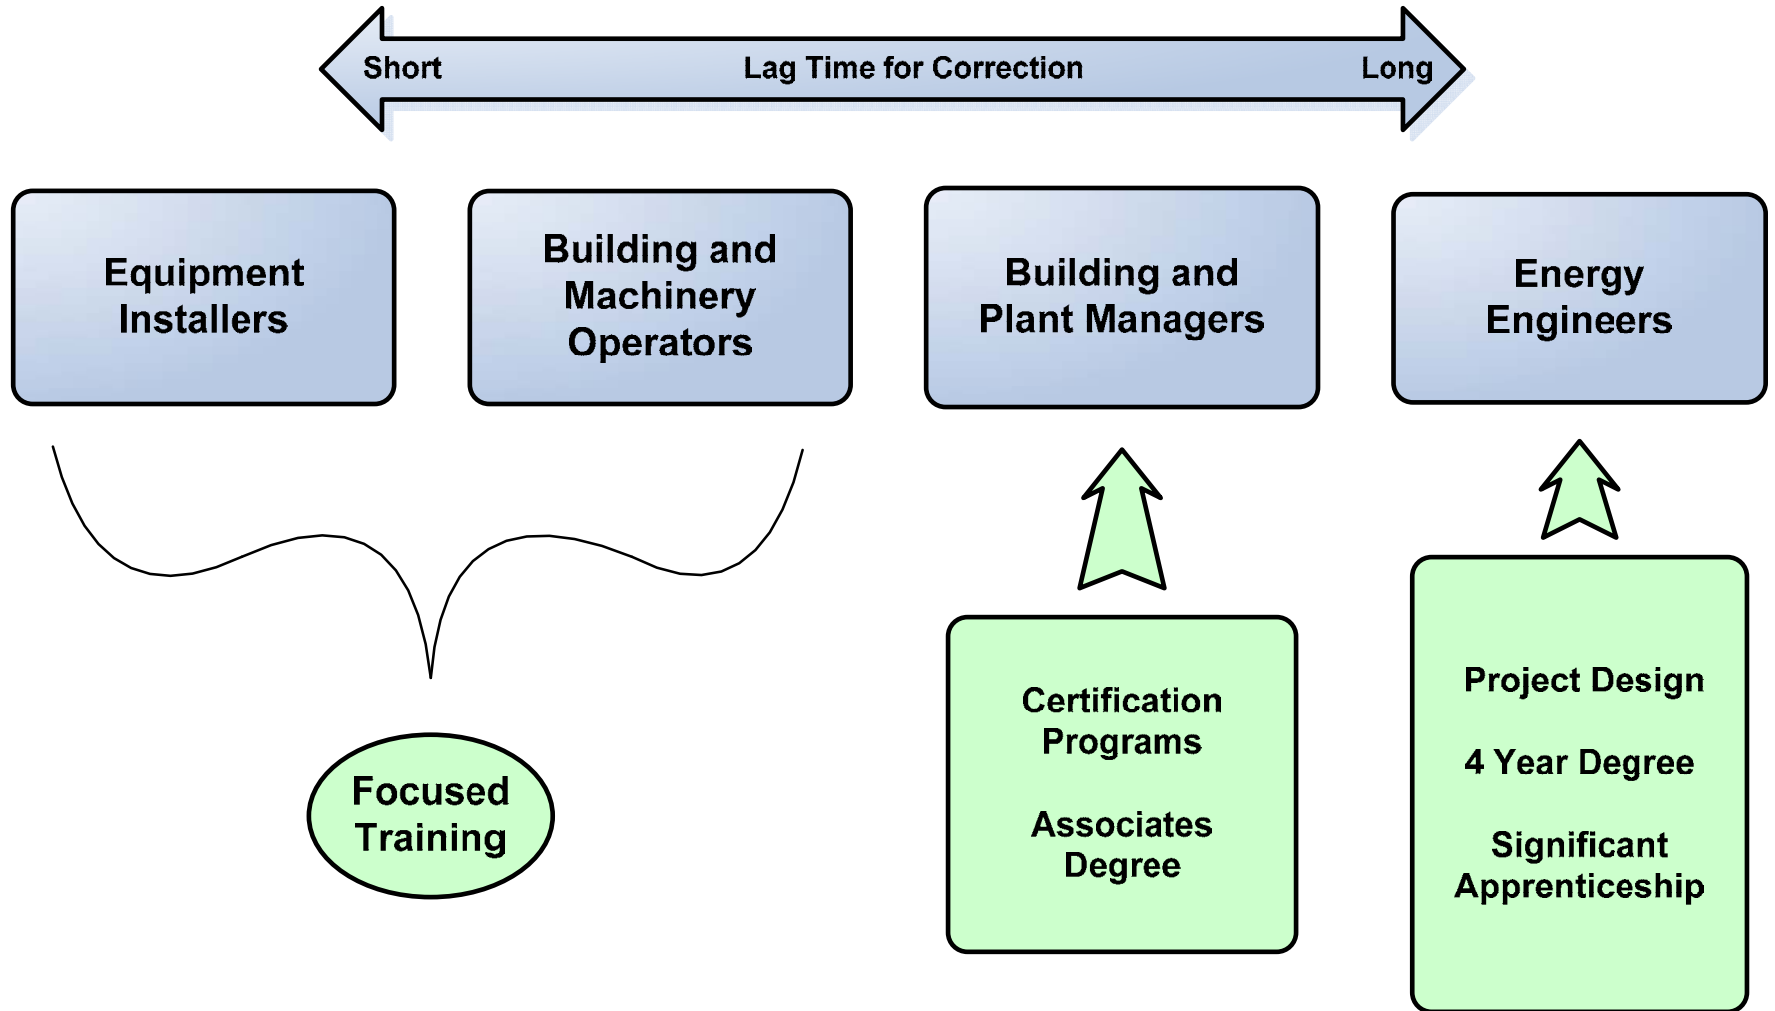 Short Lag Time for Correction Long
Equipment
Installers
Building and
Machinery
Operators
Building and
Plant Managers
Energy
Engineers
Focused
Training
Certification
Programs
Associates
Degree
Project Design
4 Year Degree
Significant
Apprenticeship